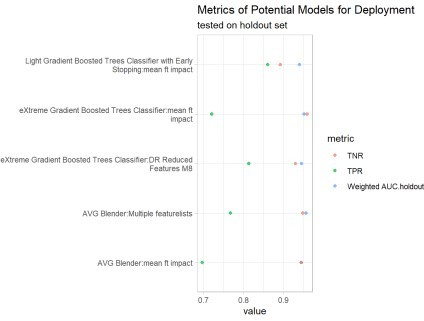 Metrics of Potential Models for Deployment
tested on holdout set
Light Gradient Boosted Trees Classifier with Early
Stopping:mean ft impact
eXtreme Gradient Boosted Trees Classifier:mean ft
impact
eXtreme Gradient Boosted Trees Classifier:DR Reduced
Features M8
AVG Blender:Multiple featurelists
AVG Blender:mean ft impact
0.7 0.8 0.9
value
metric
TNR
TPR
Weighted AUC.holdout